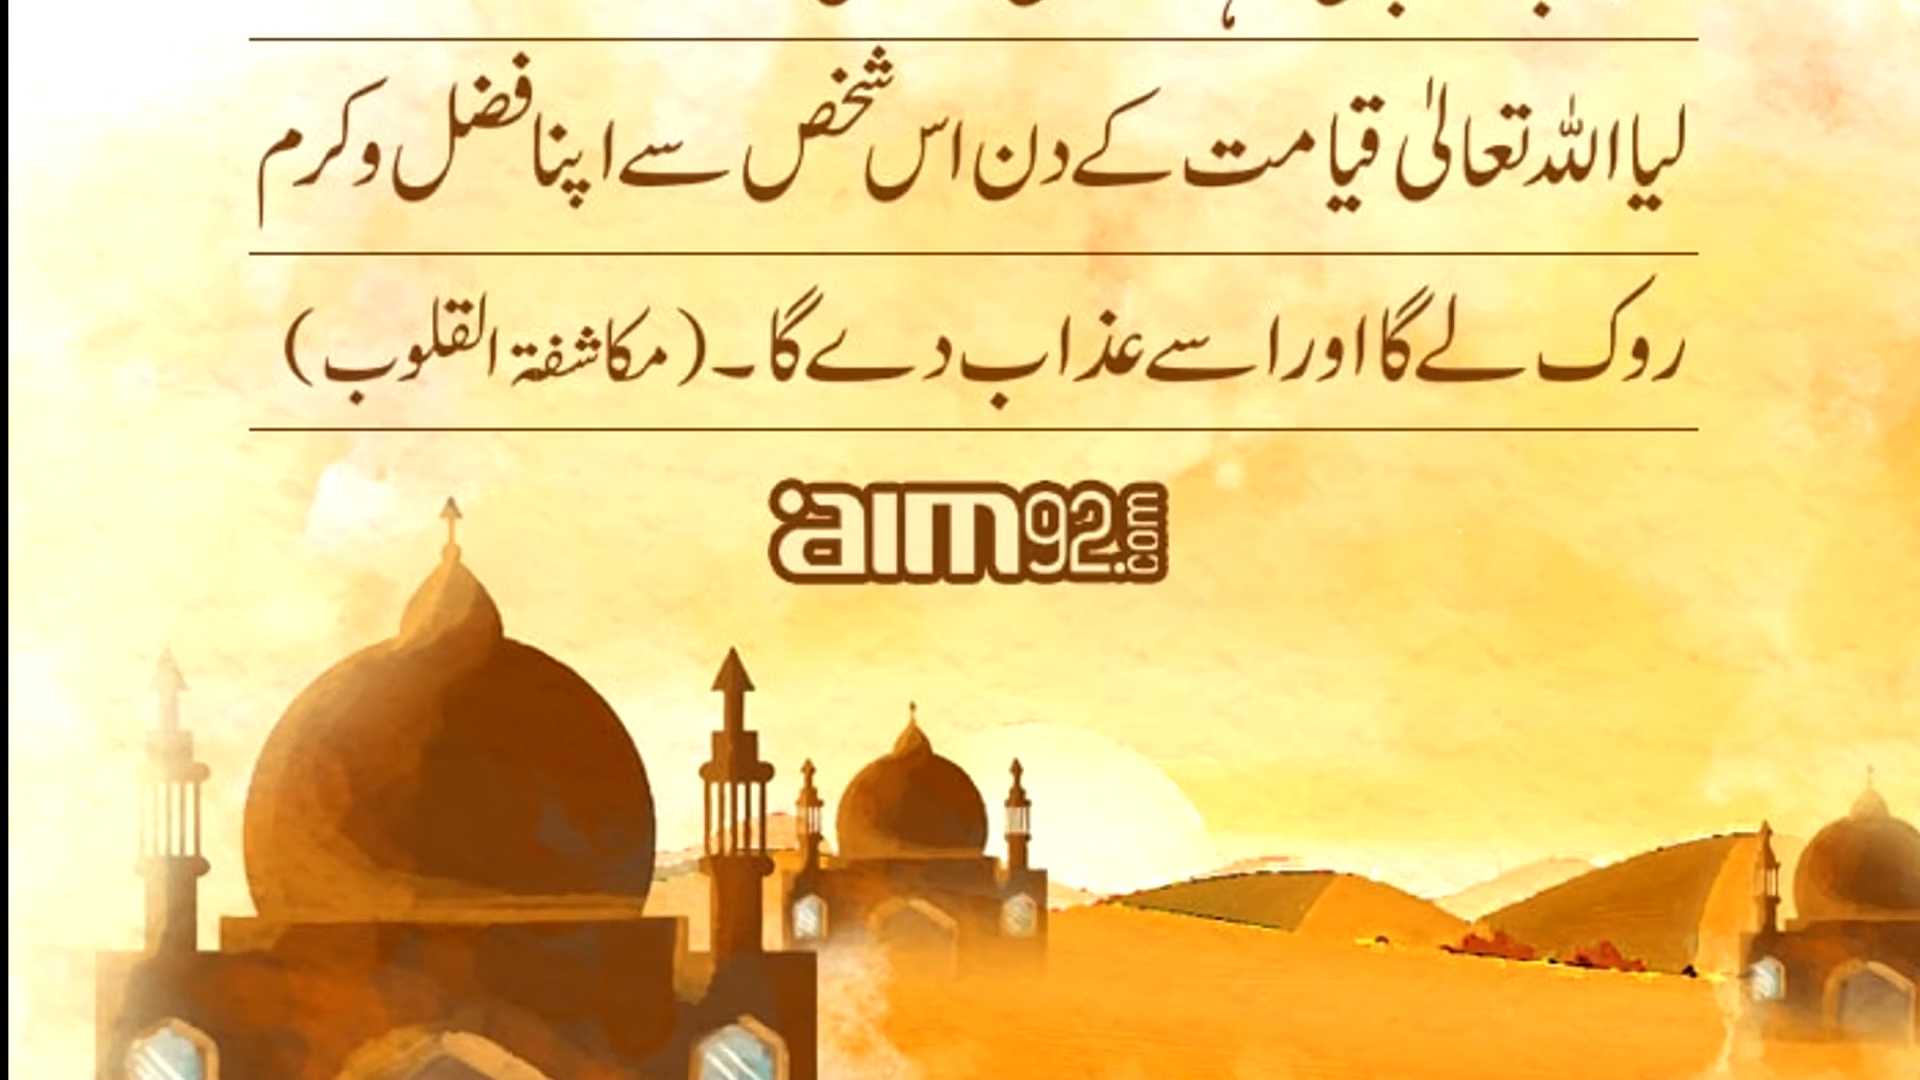 لیا اللہ تعالیٰ قیامت کے دن اس شخص سے اپنا فضل و کرم
روک لے گا اور اسے عذاب دے گا۔ (مکاشفۃ القلوب)
aim92.com